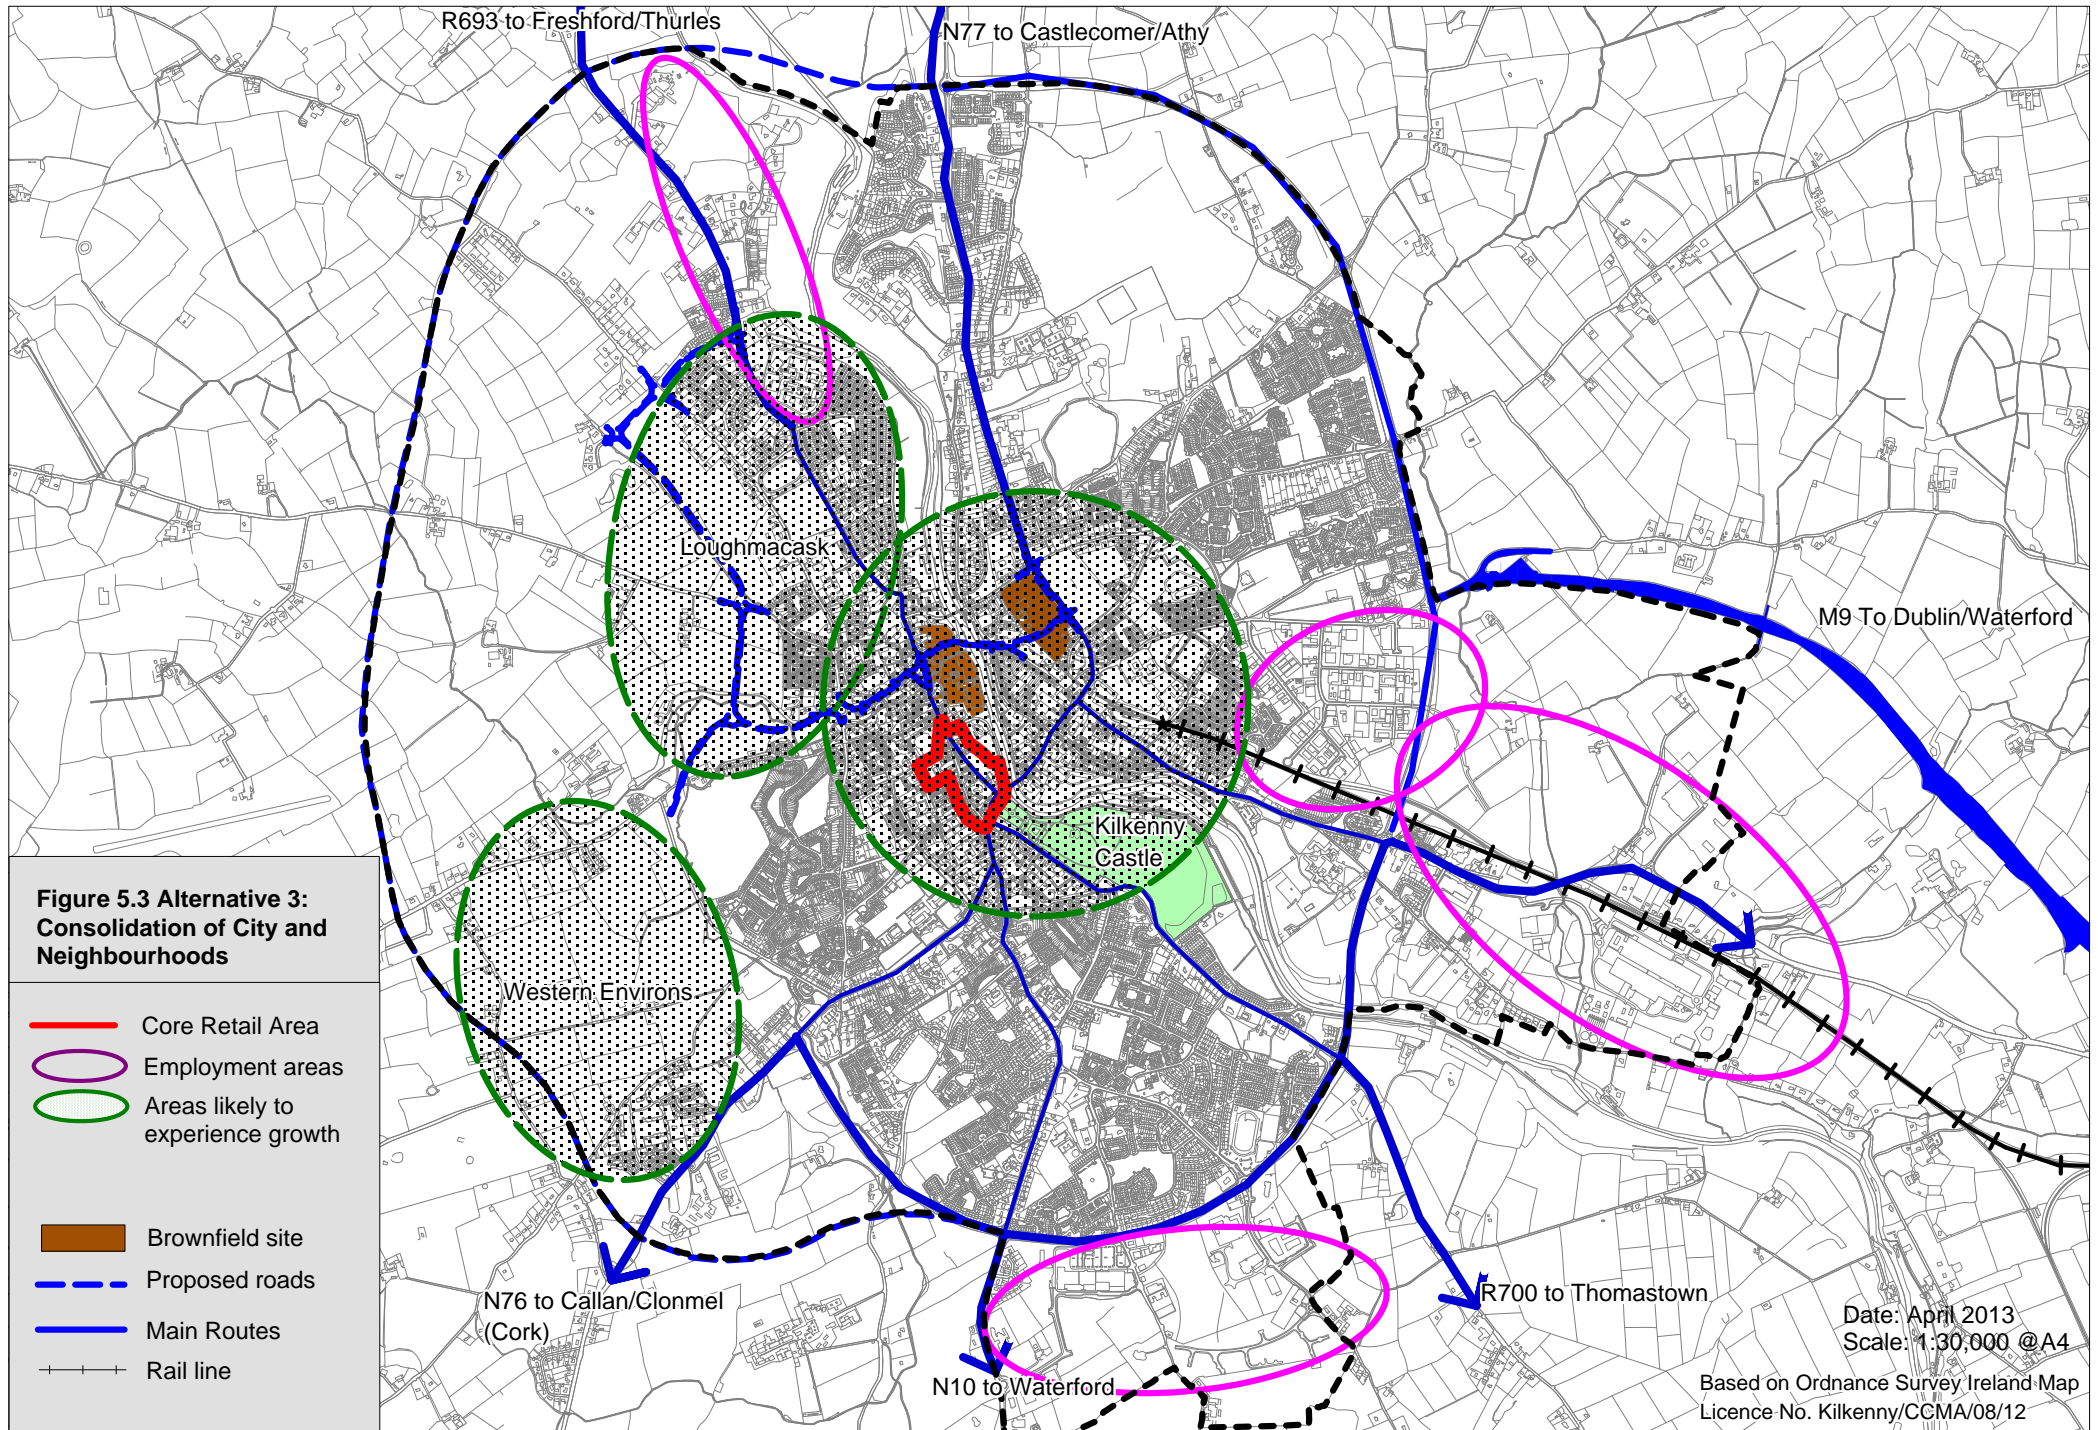 R693 to Freshford/Thurles
N77 to Castlecomer/Athy
Loughmacask
M9 To Dublin/Waterford
Kilkenny
Castle
Western Environs
Figure 5.3 Alternative 3:
Consolidation of City and
Neighbourhoods
Core Retail Area
Employment areas
Areas likely to
experience growth
Brownfield site
Proposed roads
Main Routes
Rail line
N76 to Callan/Clonmel
(Cork)
N10 to Waterford
R700 to Thomastown
Date: April 2013
Scale: 1:30,000 @A4
Based on Ordnance Survey Ireland Map
Licence No. Kilkenny/CCMA/08/12